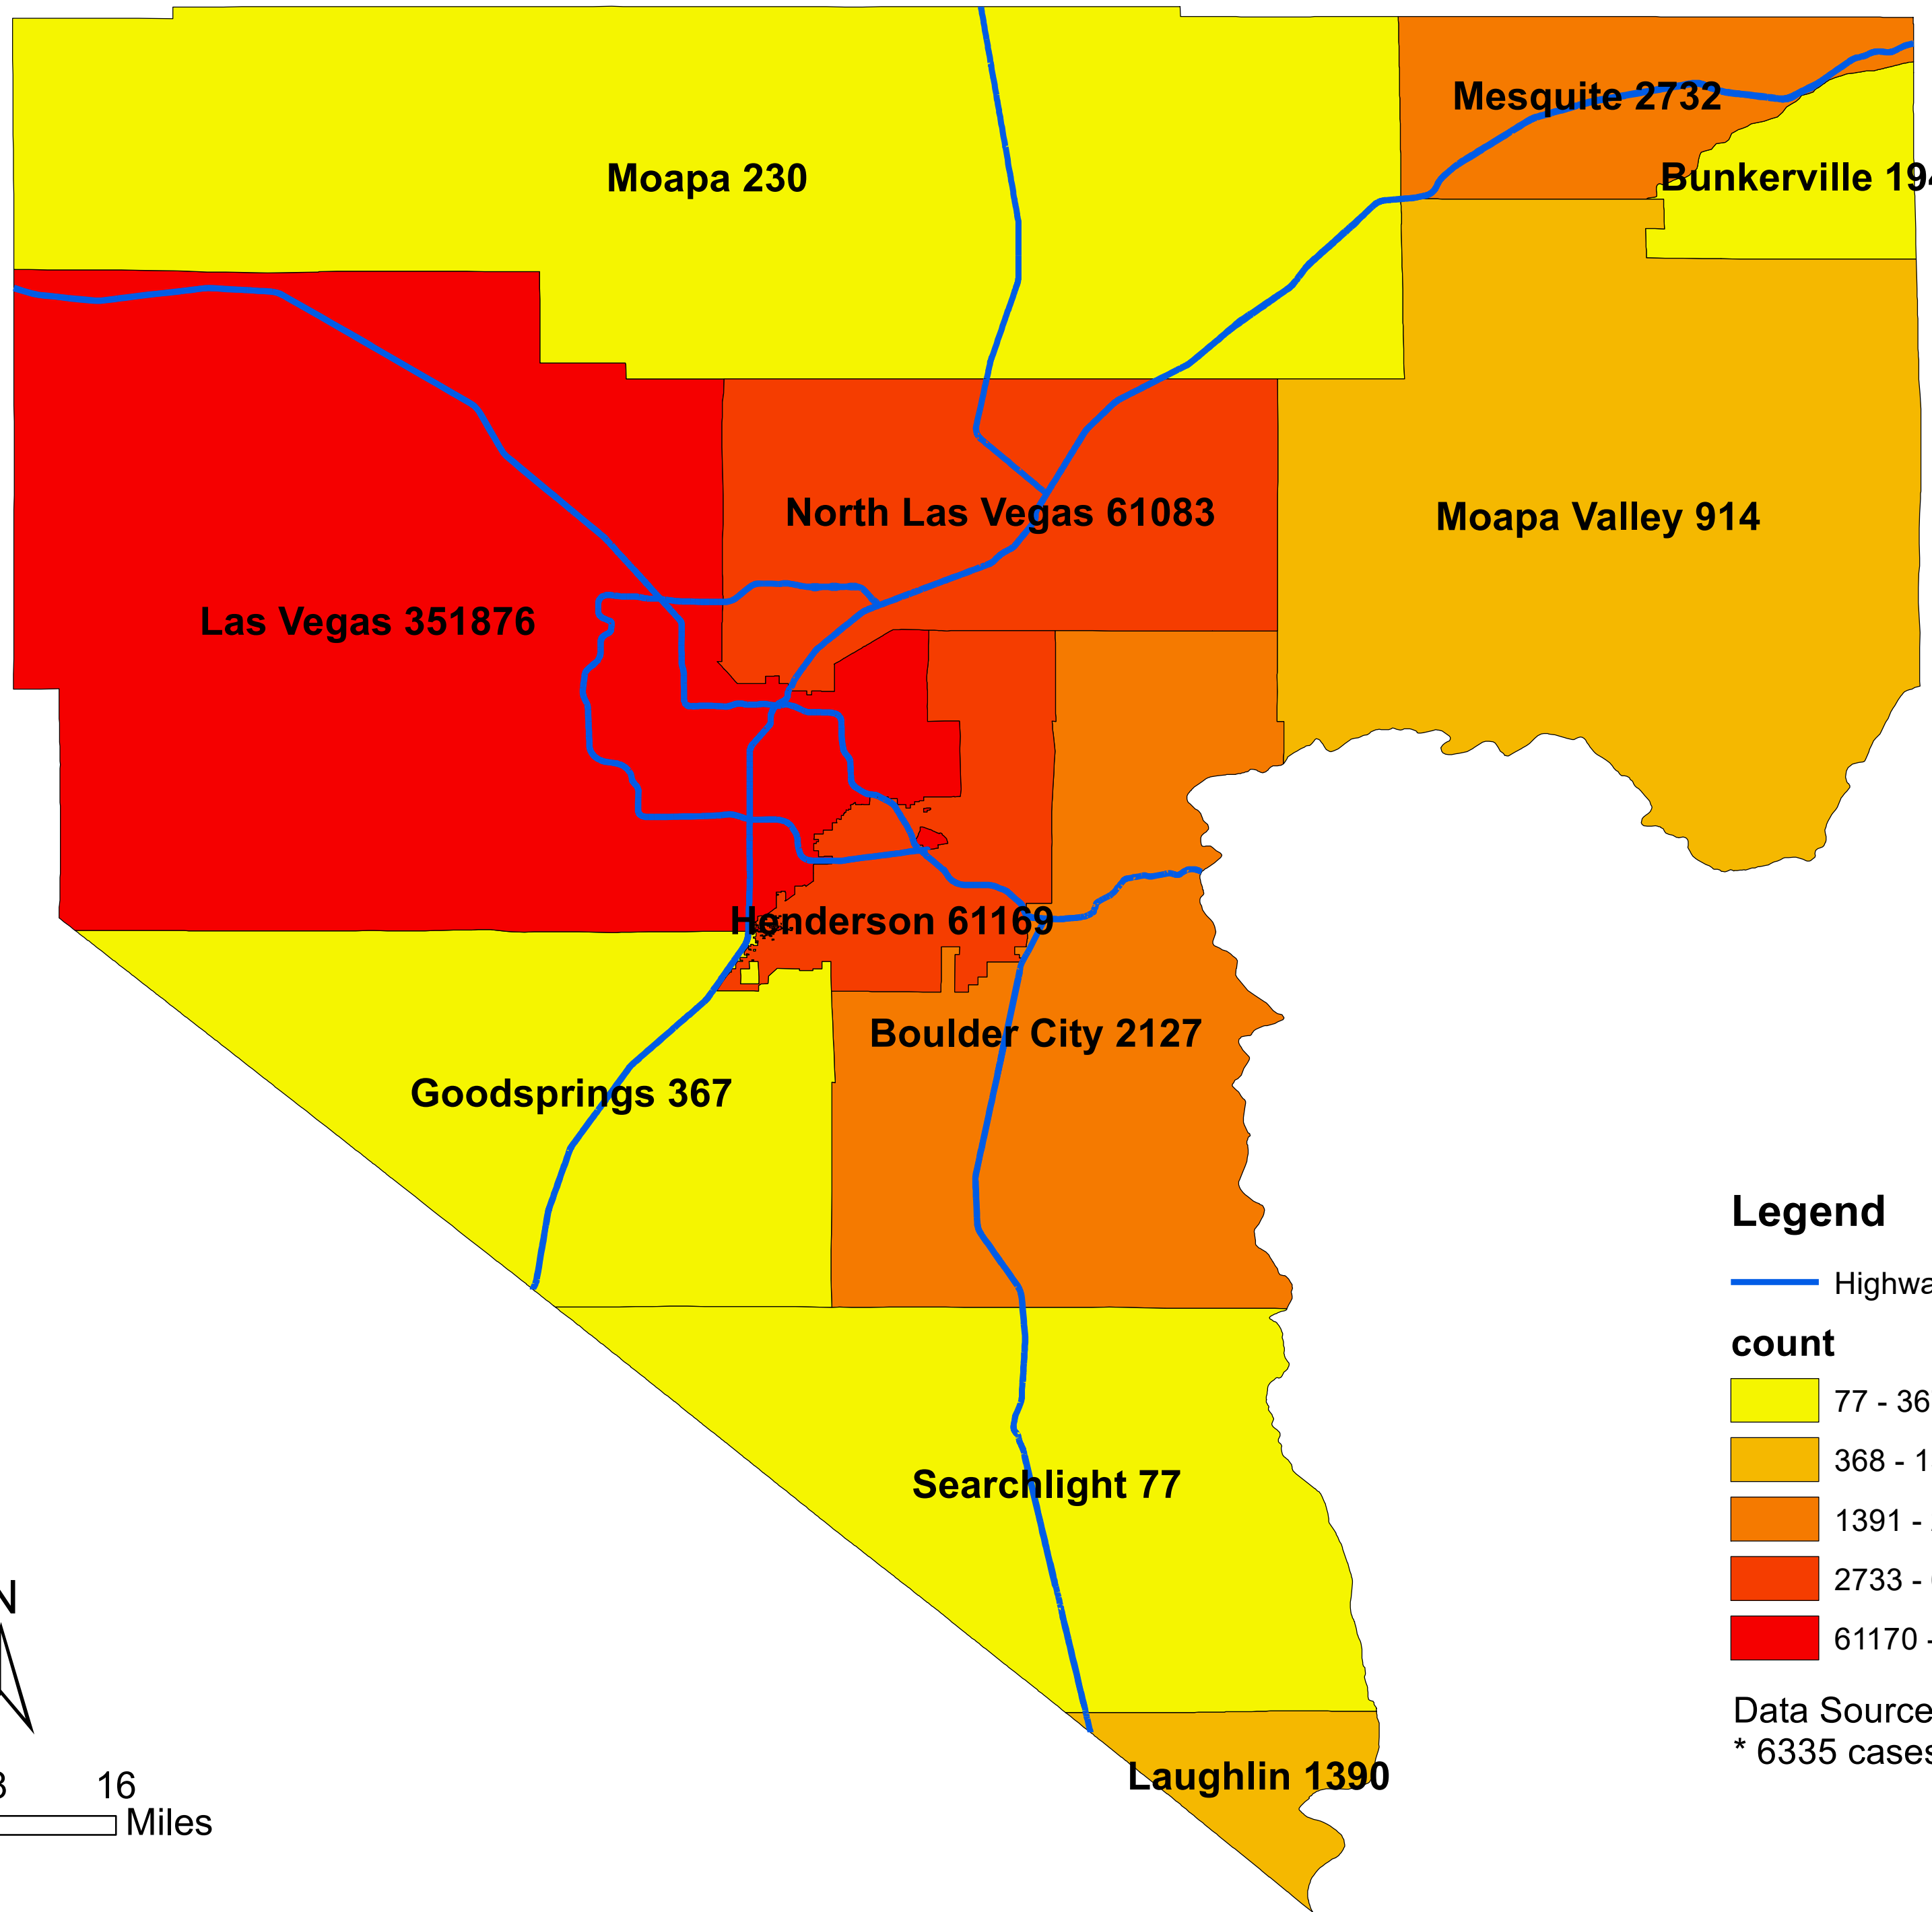 Mesquite 2732
Moapa 230
Bunkerville
North Las Vegas 61083
Moapa Valley 914
Las Vegas 351876
Henderson 61169
Boulder City 2127
Goodsprings 367
Legend
count
77 - 36
368 - 1
Searchlight 77
1391 -
2733 -
N
61170 -
Data Source
* 6335 cases
Laughlin 1390
16
Miles